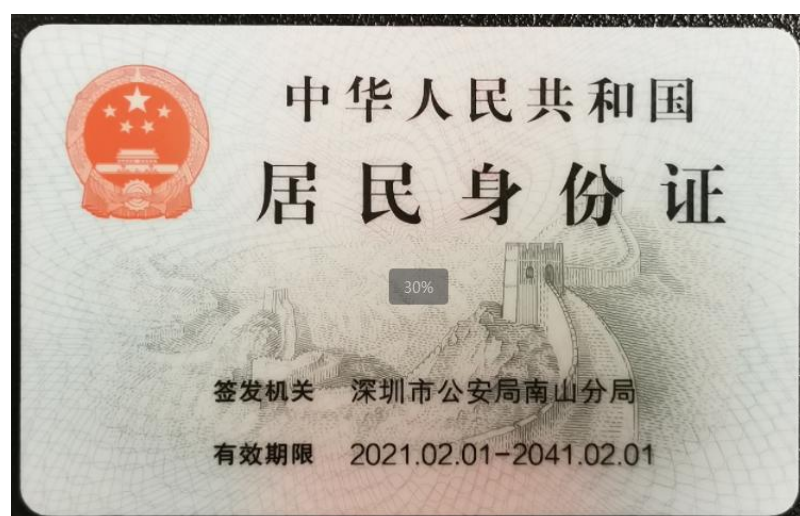 中华人民共和国
居民身份证
30%
签发机关 深圳市公安局南山分局
有效期限 2021.02.01-2041.02.01